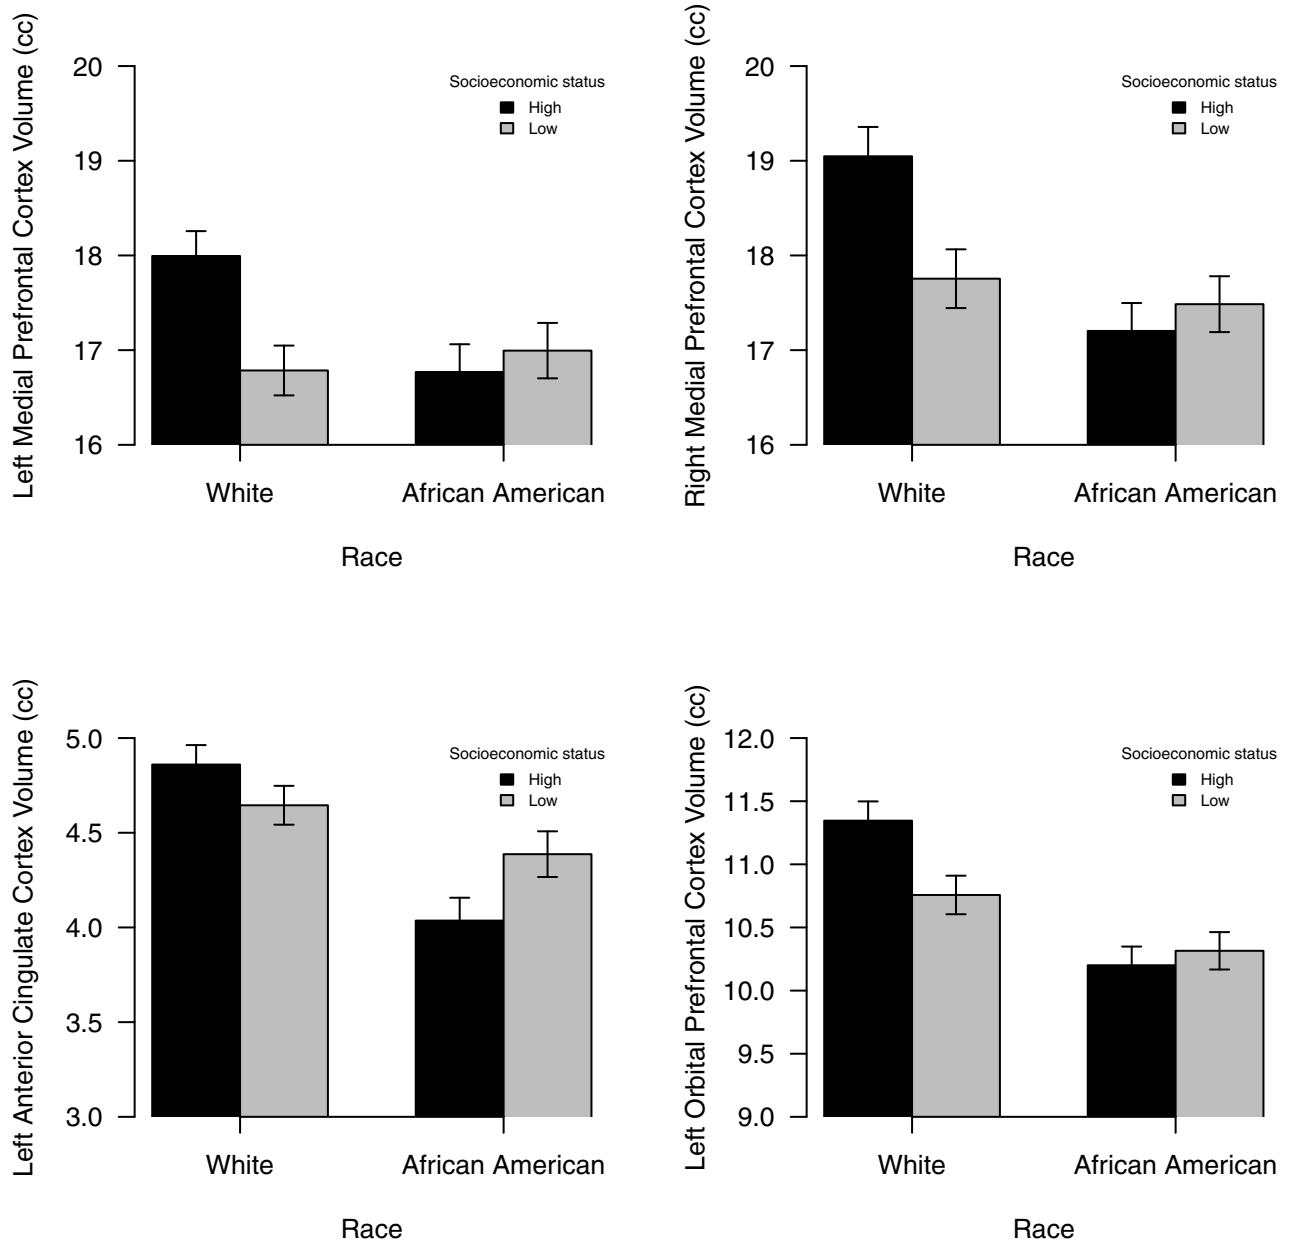 Left Medial Prefrontal Cortex Volume (cc)
20
19
18
17
16
Socioeconomic status
High
Low
White
African American
Race
Right Medial Prefrontal Cortex Volume (cc)
20
19
18
17
16
Socioeconomic status
High
Low
White
African American
Race
Left Anterior Cingulate Cortex Volume (cc)
5.0
4.5
4.0
3.5
3.0
Socioeconomic status
High
Low
White
African American
Race
Left Orbital Prefrontal Cortex Volume (cc)
12.0
11.5
11.0
10.5
10.0
9.5
9.0
Socioeconomic status
High
Low
White
African American
Race